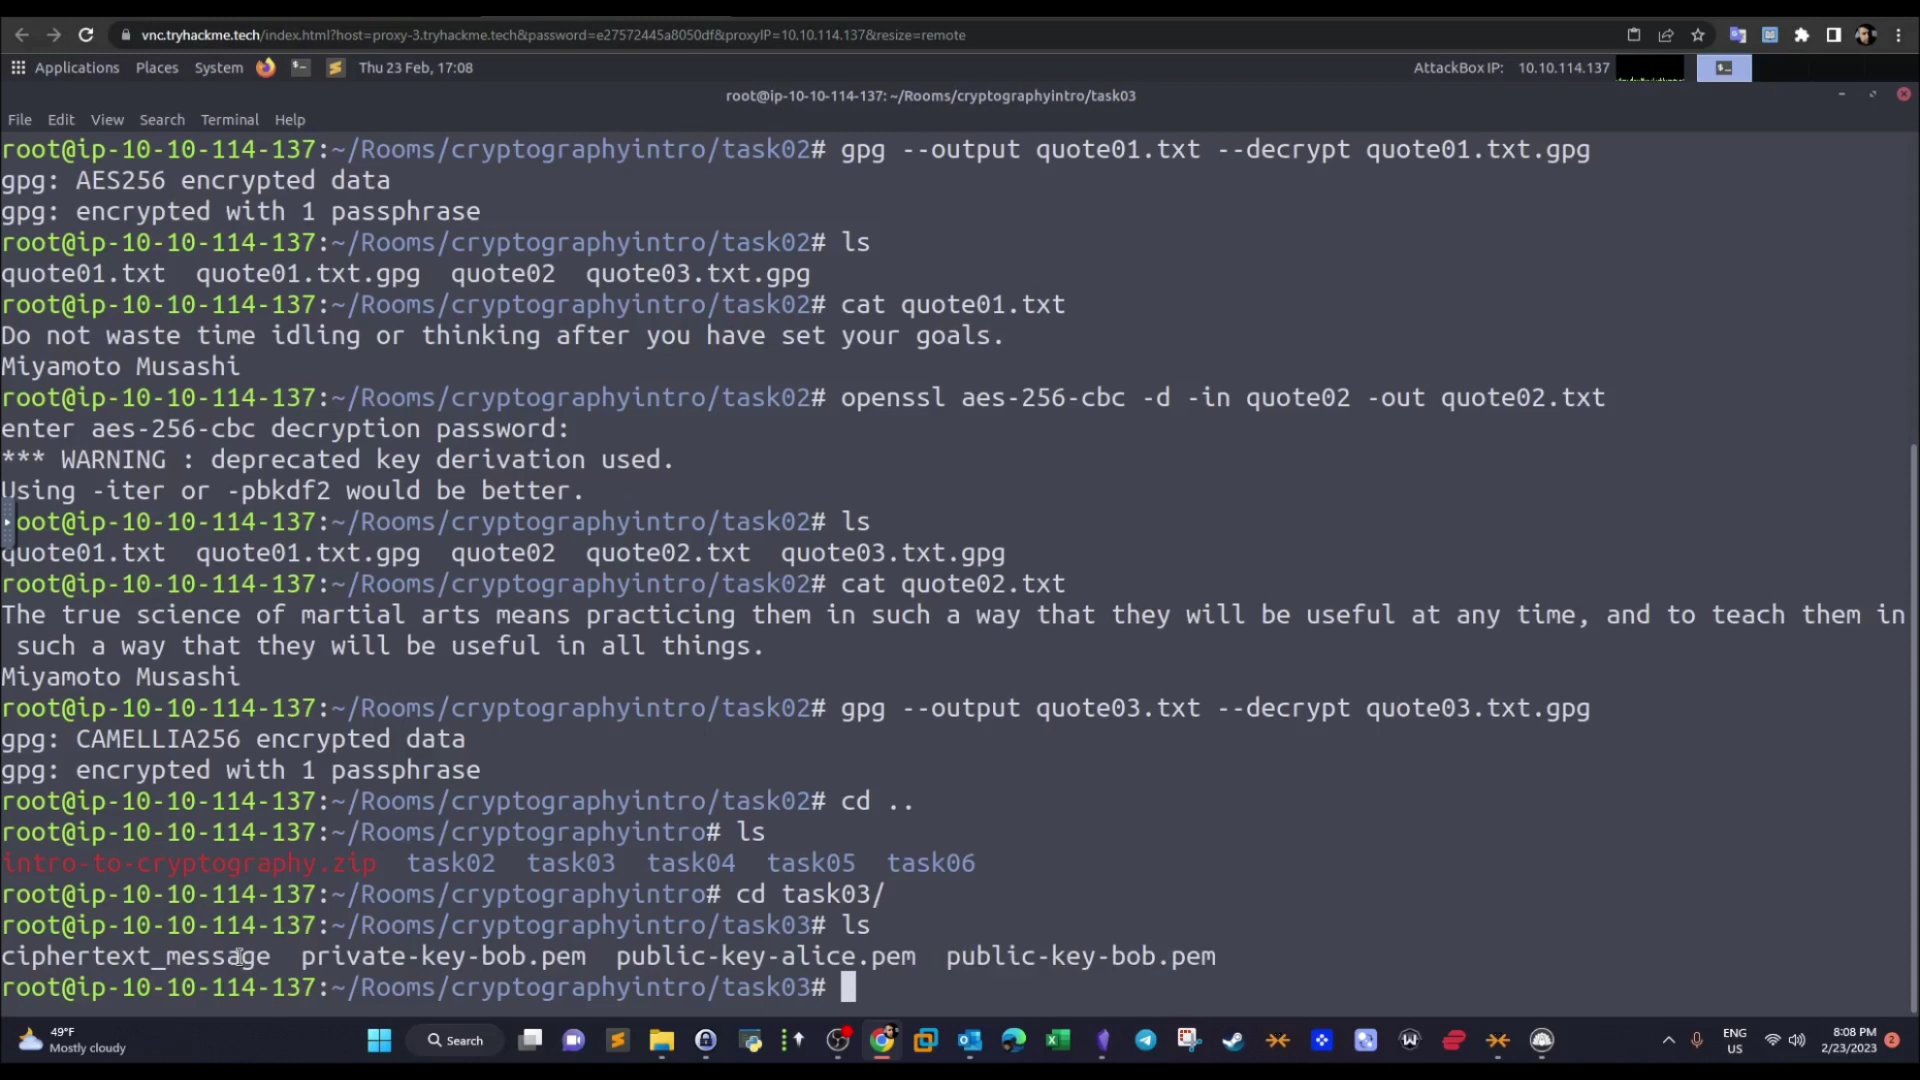 vnc.tryhackme.tech/index.html?host=proxy-3.tryhackme.tech&password=e27572445a8050df&proxyIP=10.10.114.137&resize=remote
Applications Places System Thu 23 Feb, 17:08 AttackBox IP: 10.10.114.137
root@ip-10-10-114-137: ~/Rooms/cryptographyintro/task03
File Edit View Search Terminal Help
root@ip-10-10-114-137:~/Rooms/cryptographyintro/task02# gpg --output quote01.txt --decrypt quote01.txt.gpg
gpg: AES256 encrypted data
gpg: encrypted with 1 passphrase
root@ip-10-10-114-137:~/Rooms/cryptographyintro/task02# ls
quote01.txt quote01.txt.gpg quote02 quote03.txt.gpg
root@ip-10-10-114-137:~/Rooms/cryptographyintro/task02# cat quote01.txt
Do not waste time idling or thinking after you have set your goals.
Miyamoto Musashi
root@ip-10-10-114-137:~/Rooms/cryptographyintro/task02# openssl aes-256-cbc -d -in quote02 -out quote02.txt
enter aes-256-cbc decryption password:
*** WARNING : deprecated key derivation used.
Using -iter or -pbkdf2 would be better.
oot@ip-10-10-114-137:~/Rooms/cryptographyintro/task02# ls
quote01.txt quote01.txt.gpg quote02 quote02.txt quote03.txt.gpg
root@ip-10-10-114-137:~/Rooms/cryptographyintro/task02# cat quote02.txt
The true science of martial arts means practicing them in such a way that they will be useful at any time, and to teach them in
such a way that they will be useful in all things.
Miyamoto Musashi
root@ip-10-10-114-137:~/Rooms/cryptographyintro/task02# gpg --output quote03.txt --decrypt quote03.txt.gpg
gpg: CAMELLIA256 encrypted data
gpg: encrypted with 1 passphrase
root@ip-10-10-114-137:~/Rooms/cryptographyintro/task02# cd ..
root@ip-10-10-114-137:~/Rooms/cryptographyintro# ls
intro-to-cryptography.zip task02 task03 task04 task05 task06
root@ip-10-10-114-137:~/Rooms/cryptographyintro# cd task03/
root@ip-10-10-114-137:~/Rooms/cryptographyintro/task03# ls
ciphertext_message private-key-bob.pem public-key-alice.pem public-key-bob.pem
root@ip-10-10-114-137:~/Rooms/cryptographyintro/task03#
49°F
Mostly cloudy
Search
ENG
US
8:08 PM
2/23/2023
2